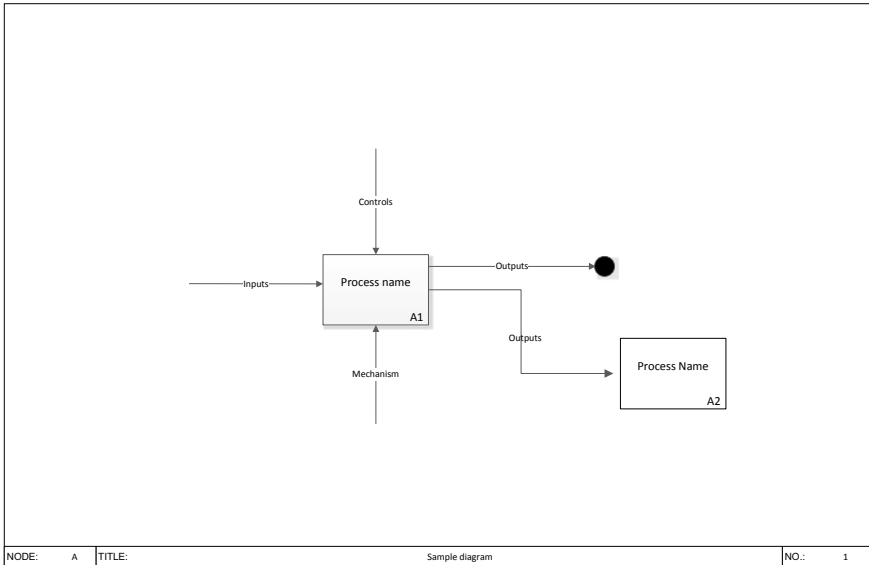 Controls
Inputs
Process name
A1
Outputs
Outputs
Mechanism
Process Name
A2
NODE: A TITLE: Sample diagram NO.: 1